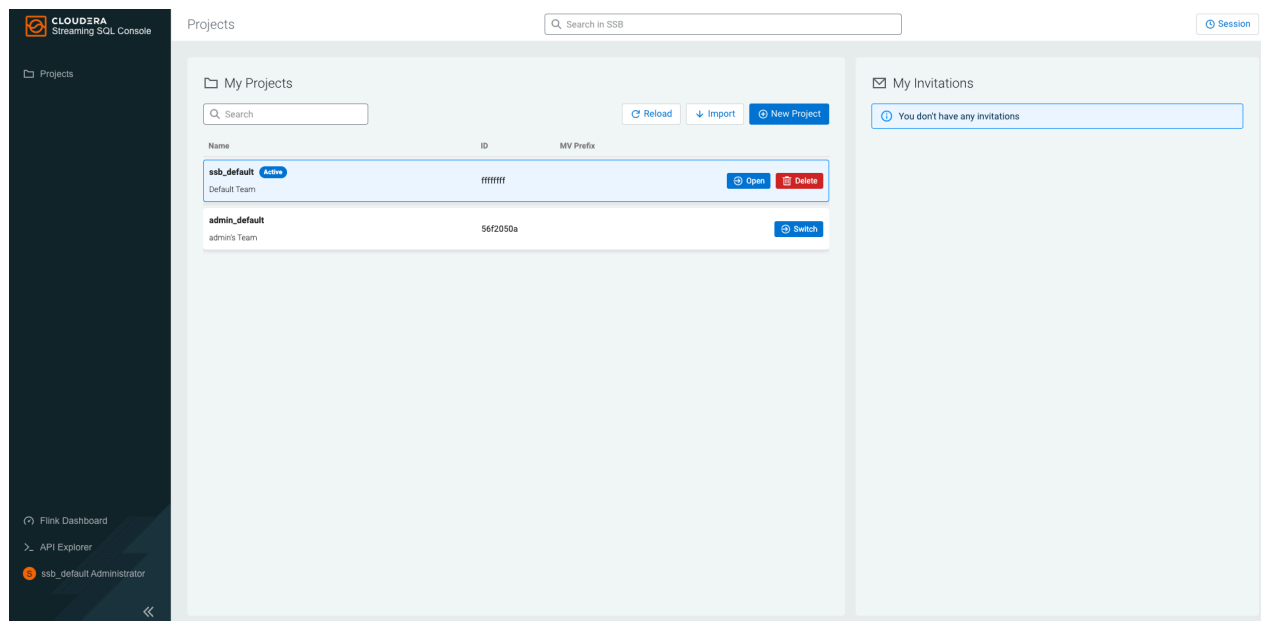 CLOUDERA
Streaming SQL Console
Projects
Search in SSB
Session
Projects
My Projects
My Invitations
Search
Reload
Import
New Project
You don't have any invitations
Name
ID
MV Prefix
ssb_default
Active
Default Team
ffffffff
Open
Delete
admin_default
admin's Team
56f2050a
Switch
Flink Dashboard
API Explorer
S
ssb_default Administrator